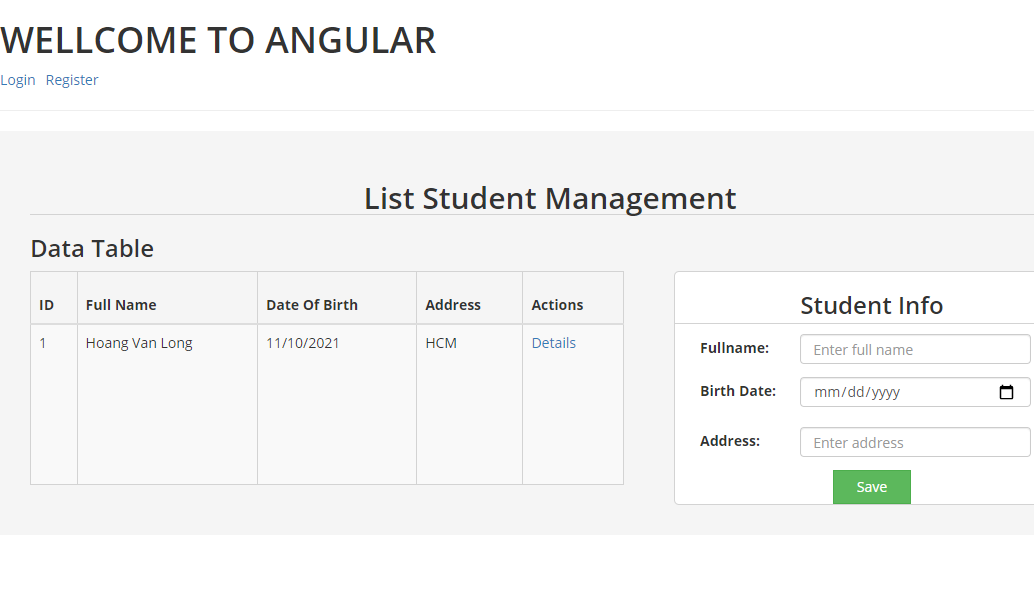 WELLCOME TO ANGULAR
Login Register
List Student Management
Data Table
ID Full Name Date Of Birth Address Actions
1 Hoang Van Long 11/10/2021 HCM Details
Student Info
Fullname: Enter full name
Birth Date: mm/dd/yyyy
Address: Enter address
Save